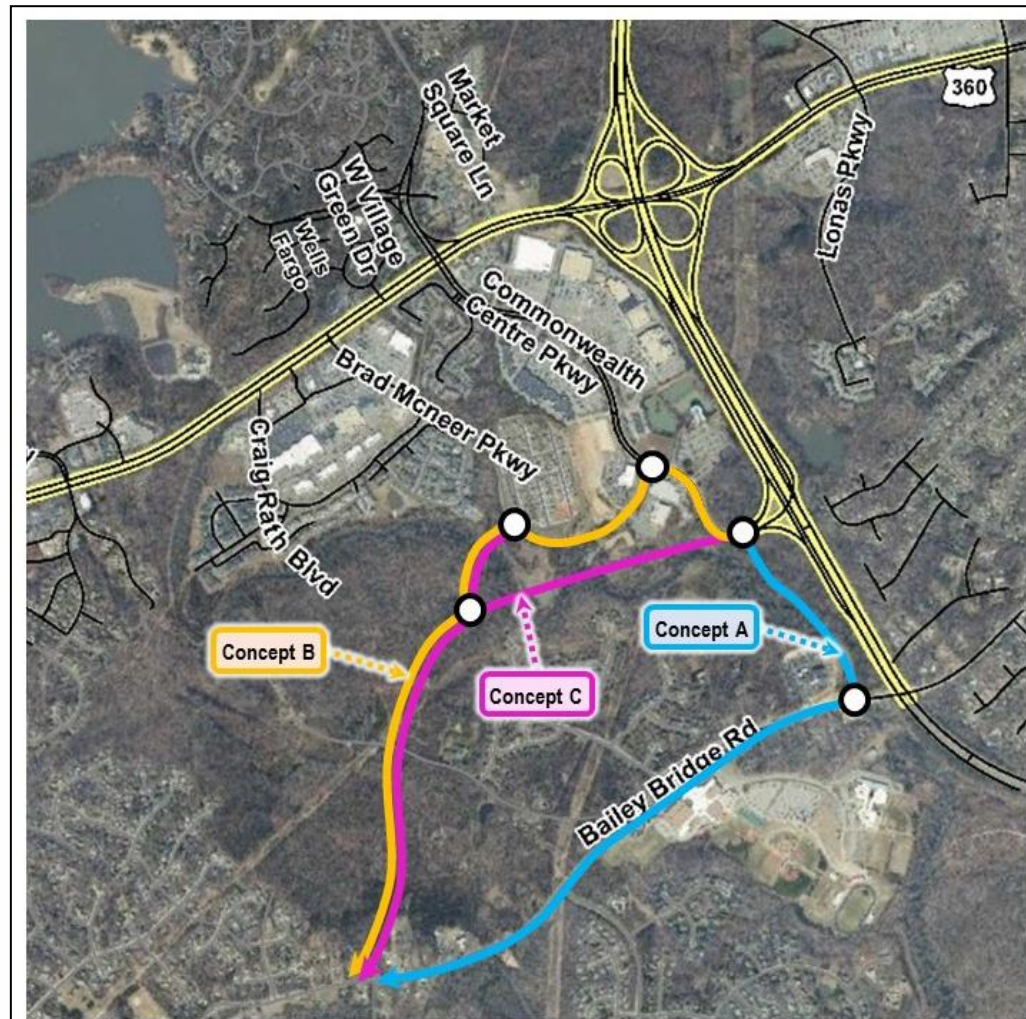 360
Market
Square Ln
Lonas Pkwy
W Village
Green Dr
Wells
Fargo
Commonwealth
Centre Pkwy
Brad Mcneer Pkwy
Craig Rath Blvd
Concept A
Concept B
Concept C
Bailey Bridge Rd